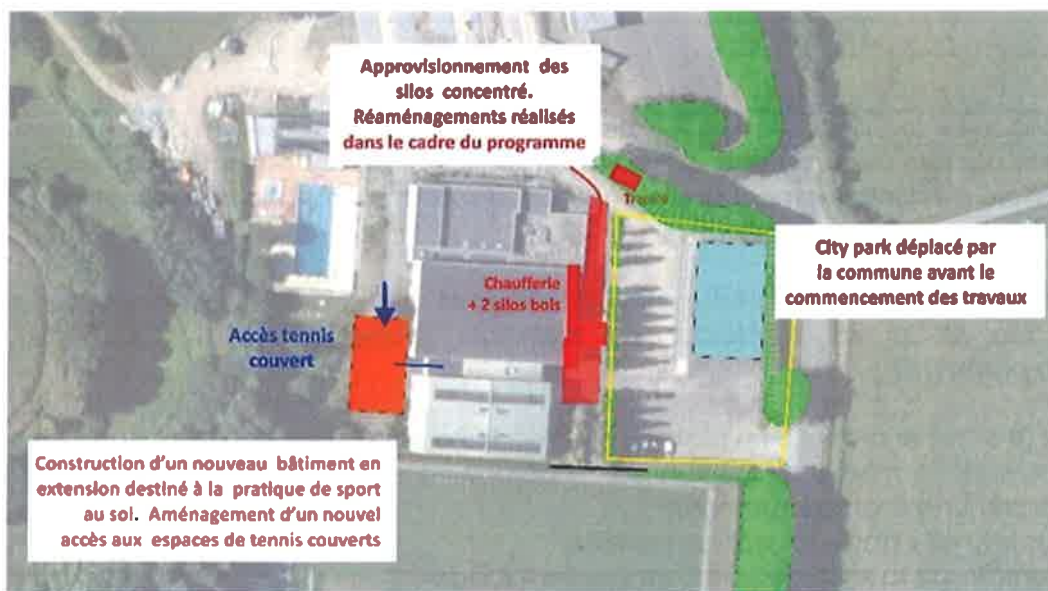 Approvisionnement des
silos concentré.
Réaménagements réalisés
dans le cadre du programme
City park déplacé par
la commune avant le
commencement des travaux
Chaufferie
+ 2 silos bois
Accès tennis
couvert
Construction d'un nouveau bâtiment en
extension destiné à la pratique de sport
au sol. Aménagement d'un nouvel
accès aux espaces de tennis couverts